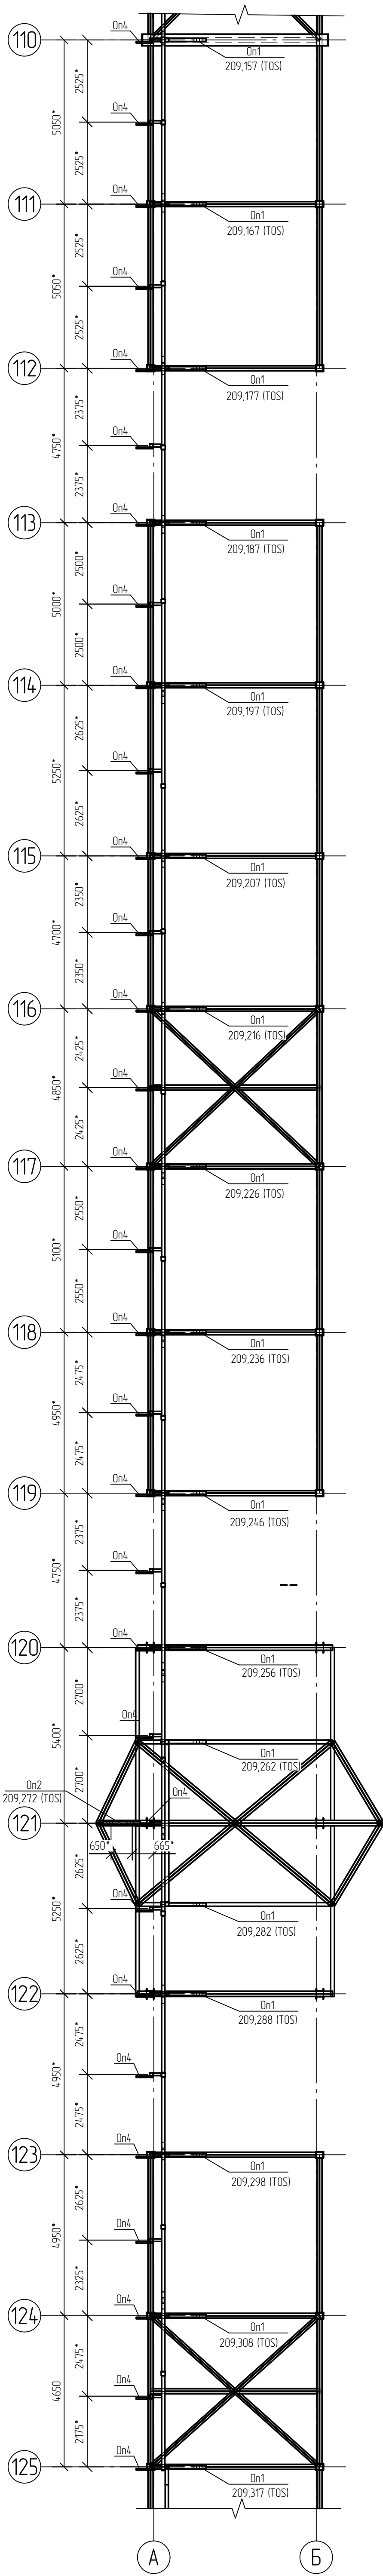 110
Оп4
Оп1
209,157 (TOS)
2525*
5050*
Оп4
2525*
111
Оп4
Оп1
209,167 (TOS)
2525*
5050*
Оп4
2525*
112
Оп4
Оп1
209,177 (TOS)
2375*
4750*
Оп4
2375*
113
Оп4
Оп1
209,187 (TOS)
2500*
5000*
Оп4
2500*
114
Оп4
Оп1
209,197 (TOS)
2625*
5250*
Оп4
2625*
115
Оп4
Оп1
209,207 (TOS)
2350*
4700*
Оп4
2350*
116
Оп4
Оп1
209,216 (TOS)
2425*
4850*
Оп4
2425*
117
Оп4
Оп1
209,226 (TOS)
2550*
5100*
Оп4
2550*
118
Оп4
Оп1
209,236 (TOS)
2475*
4950*
Оп4
2475*
119
Оп4
Оп1
209,246 (TOS)
2375*
4750*
Оп4
2375*
120
Оп4
Оп1
209,256 (TOS)
2700*
5400*
Оп4
Оп1
209,262 (TOS)
2700*
Оп2
209,272 (TOS)
Оп4
121
650*
665*
2625*
5250*
Оп4
Оп1
209,282 (TOS)
2625*
122
Оп4
Оп1
209,288 (TOS)
2475*
4950*
Оп4
2475*
123
Оп4
Оп1
209,298 (TOS)
2625*
4950*
Оп4
2325*
124
Оп4
Оп1
209,308 (TOS)
2475*
4650
Оп4
2175*
125
Оп4
Оп1
209,317 (TOS)
А
Б